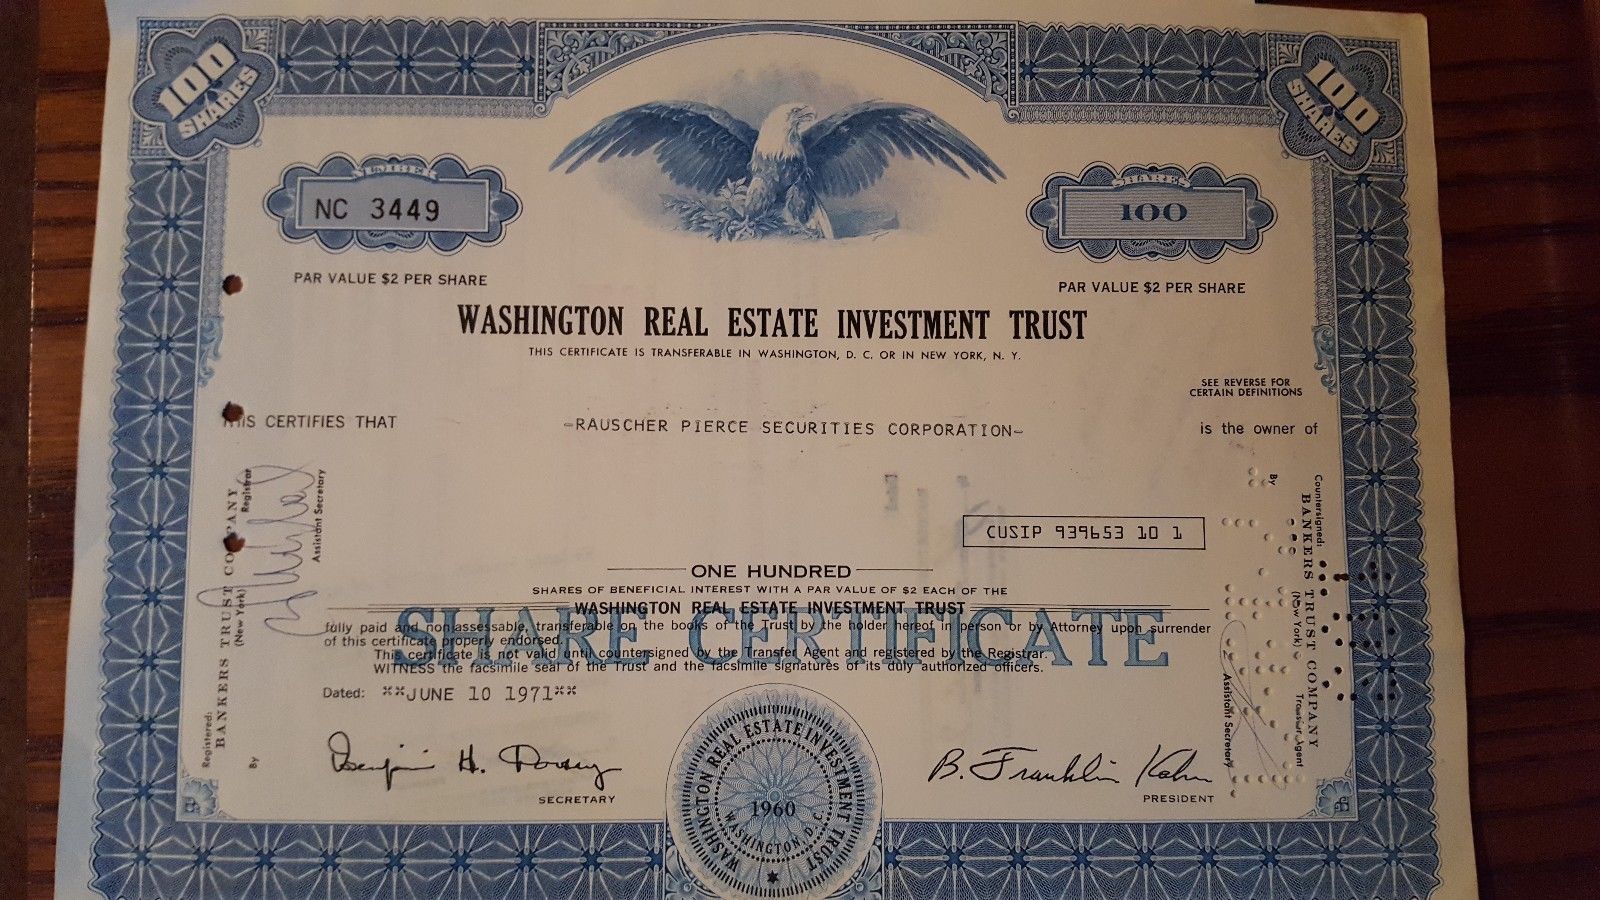 100 SHARES
100 SHARES
NUMBER
NC 3449
SHARES
100
PAR VALUE $2 PER SHARE
PAR VALUE $2 PER SHARE
WASHINGTON REAL ESTATE INVESTMENT TRUST
THIS CERTIFICATE IS TRANSFERABLE IN WASHINGTON, D. C. OR IN NEW YORK, N. Y.
SEE REVERSE FOR
CERTAIN DEFINITIONS
THIS CERTIFIES THAT
-RAUSCHER PIERCE SECURITIES CORPORATION-
is the owner of
CUSIP 939653 10 1
ONE HUNDRED
SHARES OF BENEFICIAL INTEREST WITH A PAR VALUE OF $2 EACH OF THE
WASHINGTON REAL ESTATE INVESTMENT TRUST
SHARE CERTIFICATE
fully paid and non-assessable, transferable on the books of the Trust by the holder hereof in person or by Attorney upon surrender
of this certificate properly endorsed.
This certificate is not valid until countersigned by the Transfer Agent and registered by the Registrar.
WITNESS the facsimile seal of the Trust and the facsimile signatures of its duly authorized officers.
Dated: **JUNE 10 1971**
Benjamin H. Dorsey
SECRETARY
B. Franklin Kahn
PRESIDENT
WASHINGTON REAL ESTATE INVESTMENT TRUST
1960
WASHINGTON, D.C.
Registered:
BANKERS TRUST COMPANY
(New York)
Registrar
By
Assistant Secretary
Countersigned:
BANKERS TRUST COMPANY
(New York)
Transfer Agent
By
Assistant Secretary